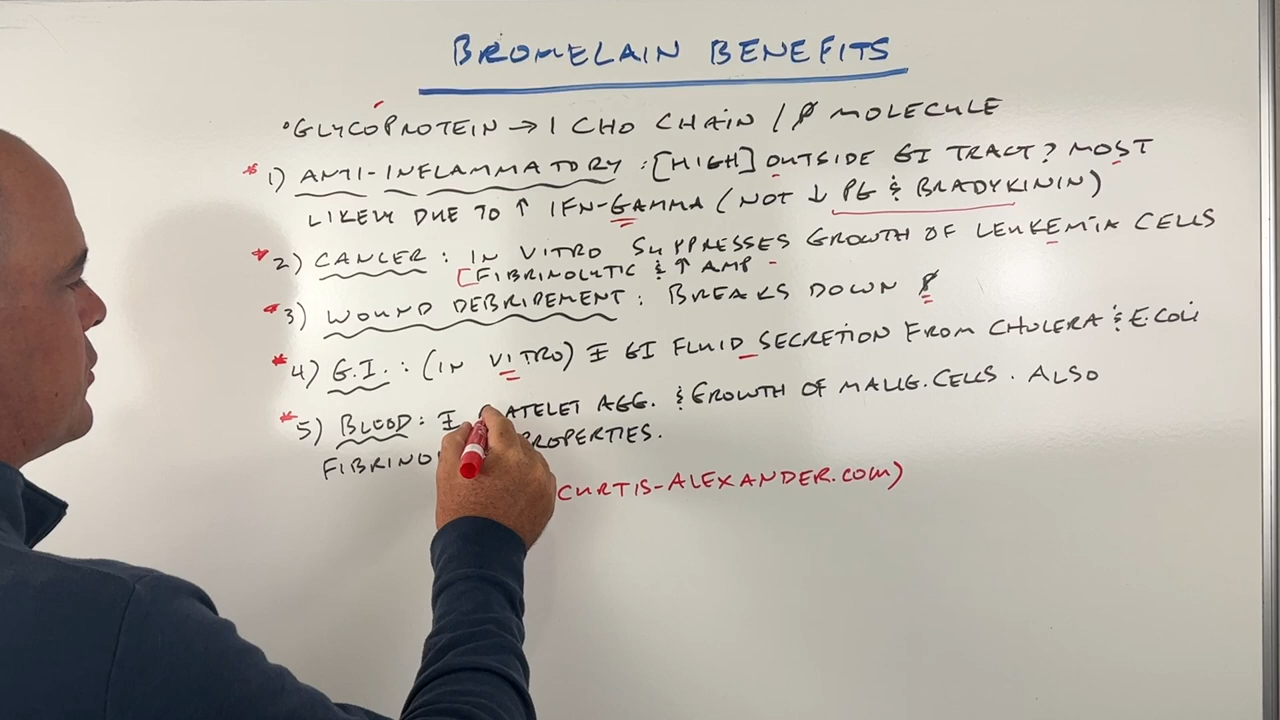 BROMELAIN BENEFITS
•GLYCOPROTEIN → 1 CHO CHAIN / ꝑ MOLECULE
* 1) ANTI-INFLAMMATORY : [HIGH] OUTSIDE GI TRACT? MOST
LIKELY DUE TO ↑ IFN-GAMMA (NOT ↓ PG & BRADYKININ)
* 2) CANCER : IN VITRO SUPPRESSES GROWTH OF LEUKEMIA CELLS
[FIBRINOLYTIC & ↑ AMP
* 3) WOUND DEBRIDEMENT : BREAKS DOWN ꝑ
* 4) G.I. : (IN VITRO) I GI FLUID SECRETION FROM CHOLERA & E COLI
* 5) BLOOD : I AGG. & GROWTH OF MALIG. CELLS. ALSO
PROPERTIES.
CURTIS-ALEXANDER.COM)